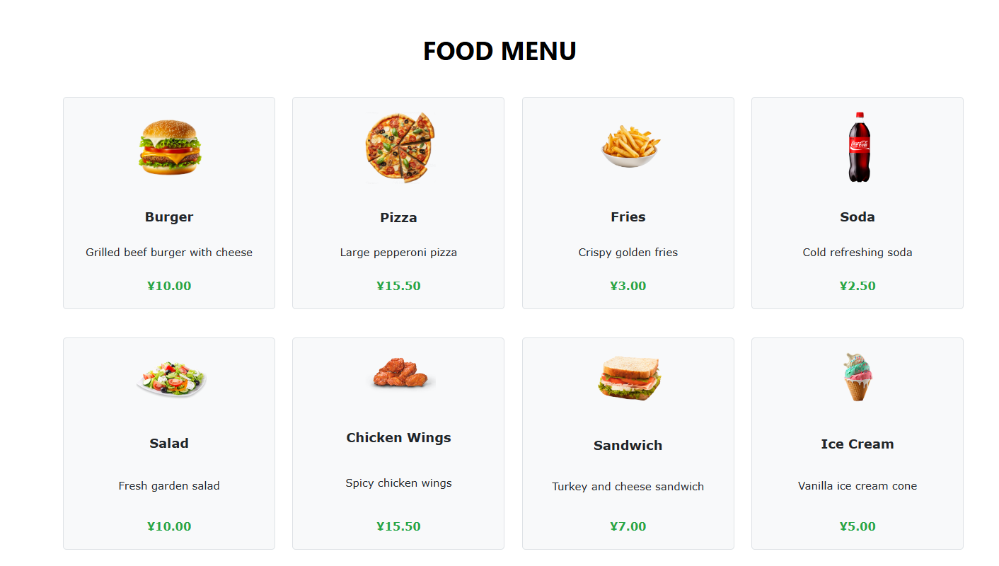 FOOD MENU
Coca-Cola
Burger
Pizza
Fries
Soda
Grilled beef burger with cheese
Large pepperoni pizza
Crispy golden fries
Cold refreshing soda
¥10.00
¥15.50
¥3.00
¥2.50
Salad
Chicken Wings
Sandwich
Ice Cream
Fresh garden salad
Spicy chicken wings
Turkey and cheese sandwich
Vanilla ice cream cone
¥10.00
¥15.50
¥7.00
¥5.00